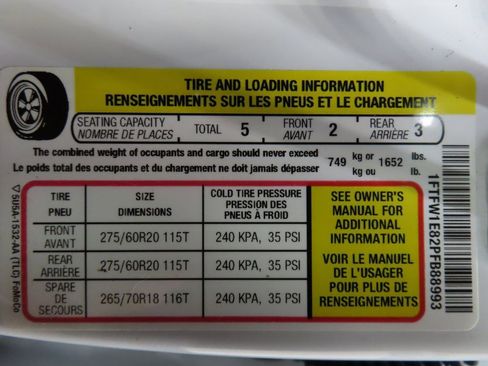 TIRE AND LOADING INFORMATION
RENSEIGNEMENTS SUR LES PNEUS ET LE CHARGEMENT
SEATING CAPACITY
NOMBRE DE PLACES
TOTAL 5
FRONT
AVANT
2
REAR
ARRIÈRE
3
The combined weight of occupants and cargo should never exceed
Le poids total des occupants et du chargement ne doit jamais dépasser
749
kg or
kg ou
1652
lbs.
lb.
TIRE
PNEU
SIZE
DIMENSIONS
COLD TIRE PRESSURE
PRESSION DES
PNEUS À FROID
FRONT
AVANT
275/60R20 115T
240 KPA, 35 PSI
REAR
ARRIÈRE
275/60R20 115T
240 KPA, 35 PSI
SPARE
DE
SECOURS
265/70R18 116T
240 KPA, 35 PSI
SEE OWNER'S
MANUAL FOR
ADDITIONAL
INFORMATION
VOIR LE MANUEL
DE L'USAGER
POUR PLUS DE
RENSEIGNEMENTS
5U5A-1532-AA (TLC) FoMoCo
1FTFW1E82PFB88993